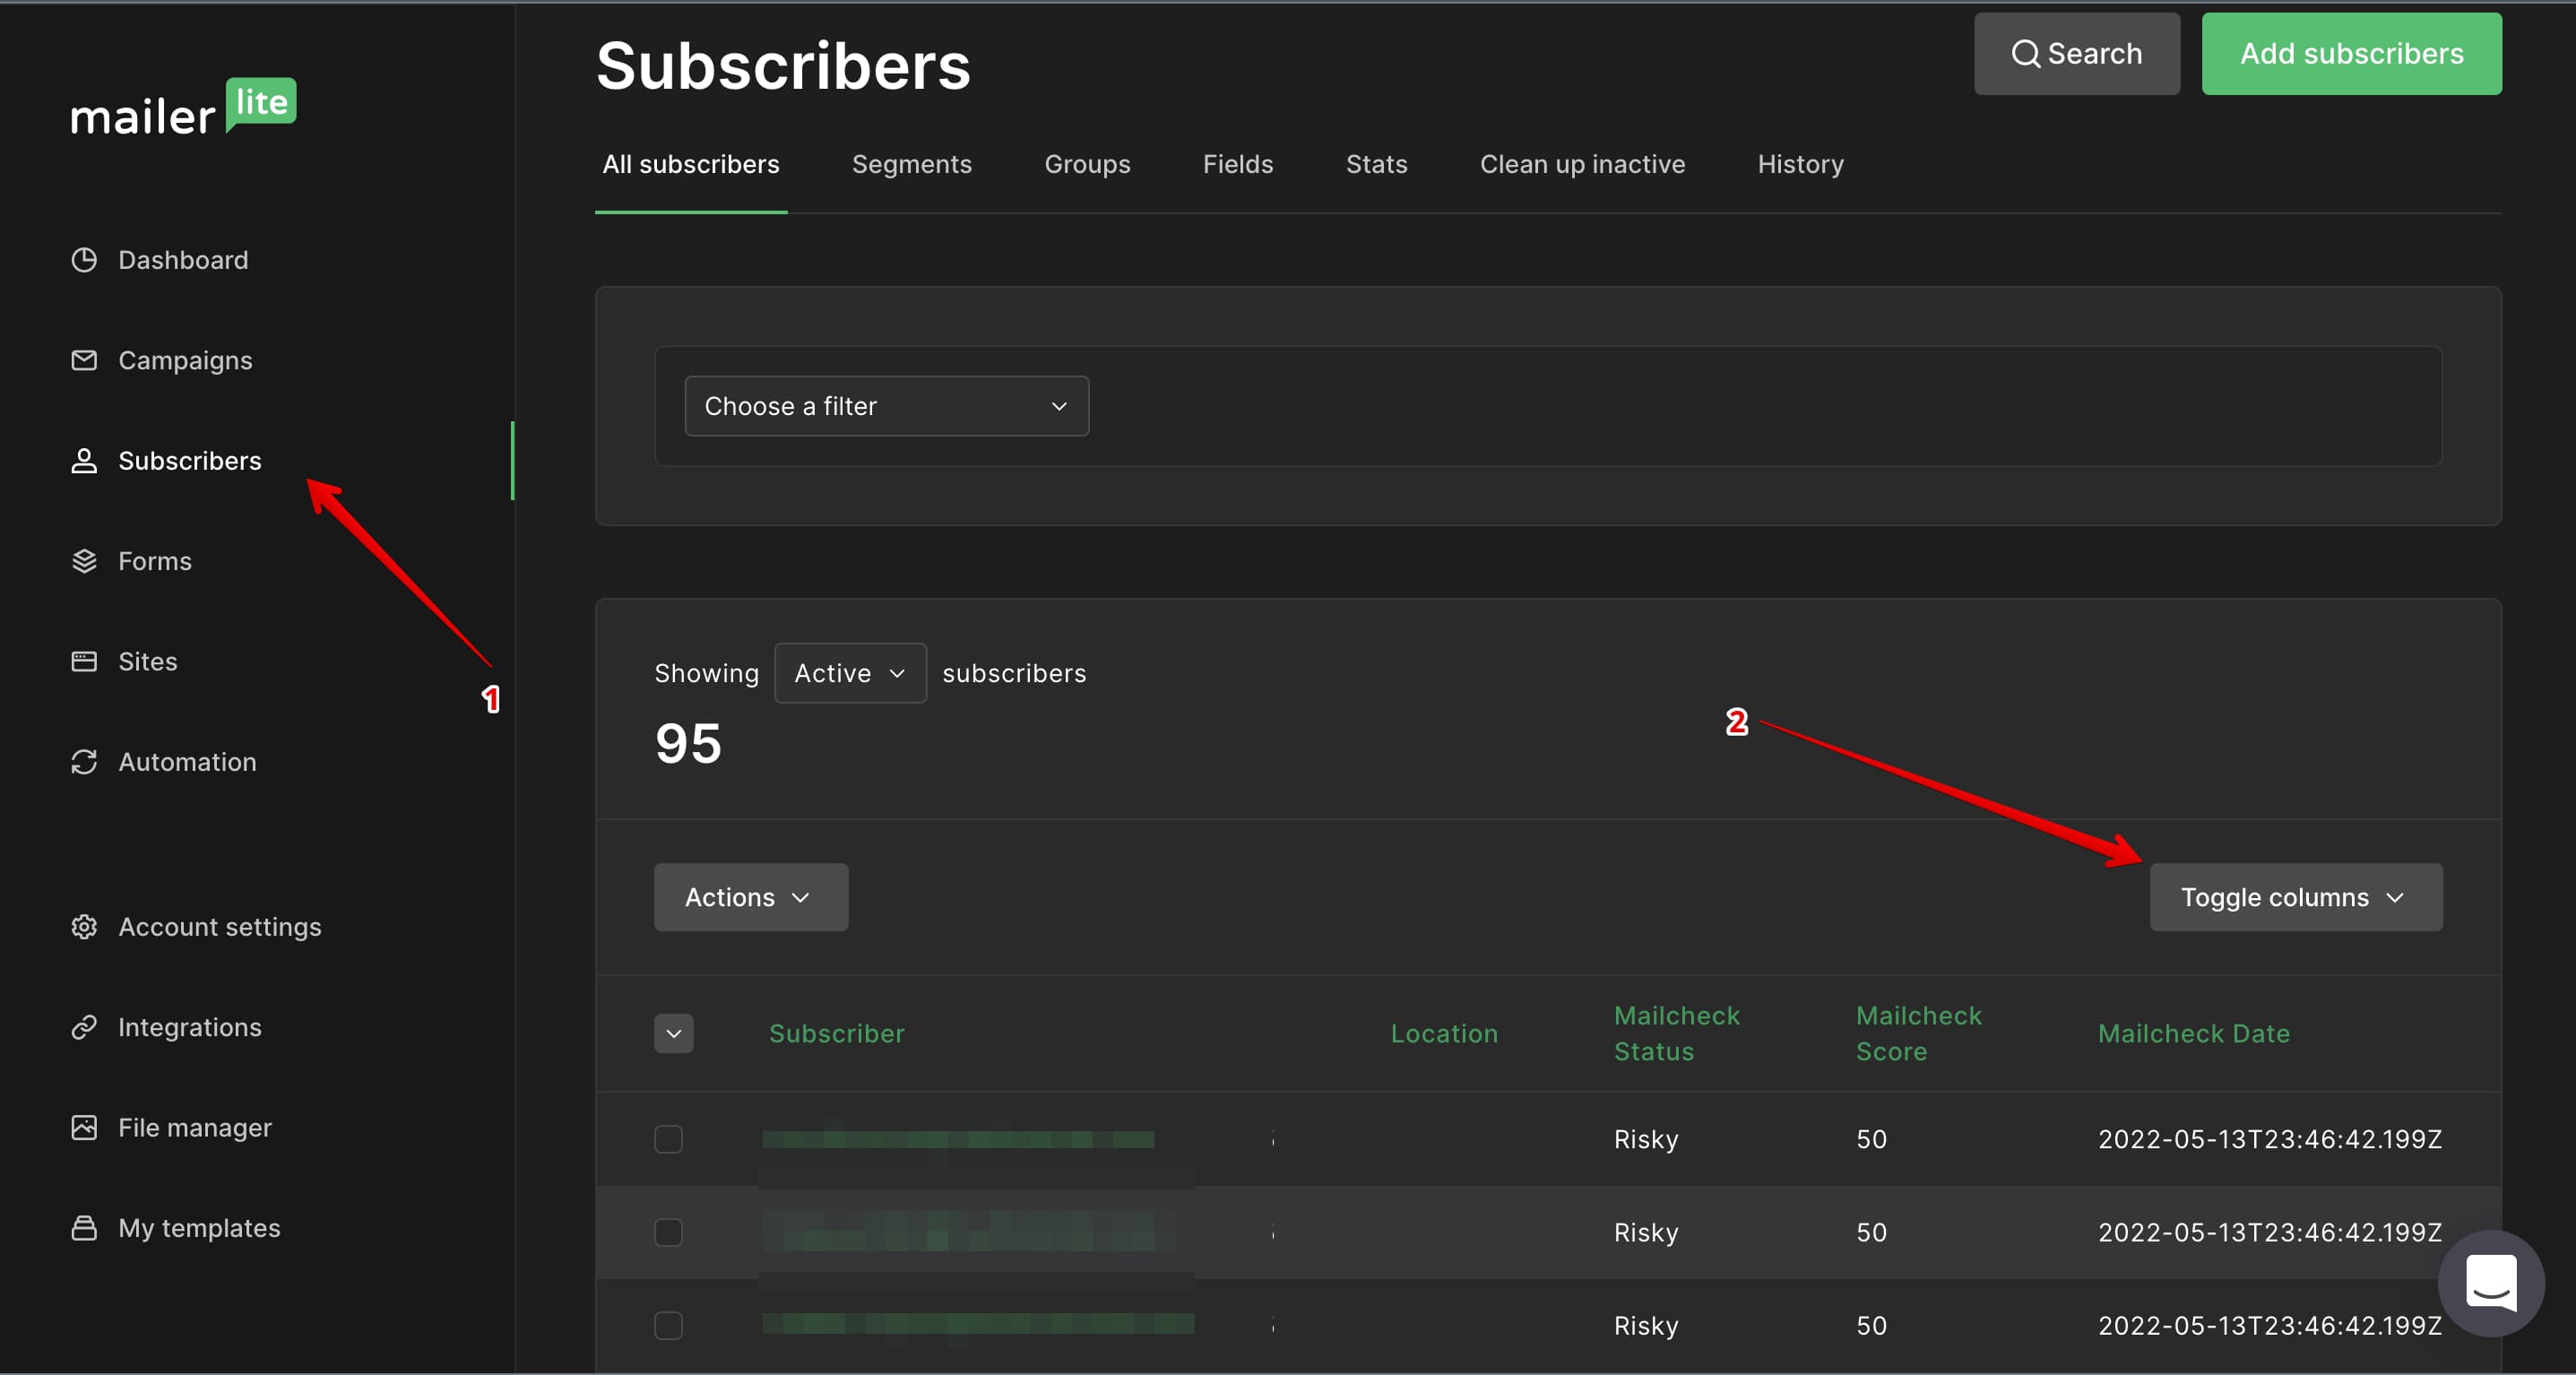 mailer lite
Dashboard
Campaigns
Subscribers
Forms
Sites
Automation
Account settings
Integrations
File manager
My templates
1
Subscribers
Search
Add subscribers
All subscribers Segments Groups Fields Stats Clean up inactive History
Choose a filter
Showing Active subscribers
95
2
Actions
Toggle columns
Subscriber Location Mailcheck Status Mailcheck Score Mailcheck Date
Risky 50 2022-05-13T23:46:42.199Z
Risky 50 2022-05-13T23:46:42.199Z
Risky 50 2022-05-13T23:46:42.199Z